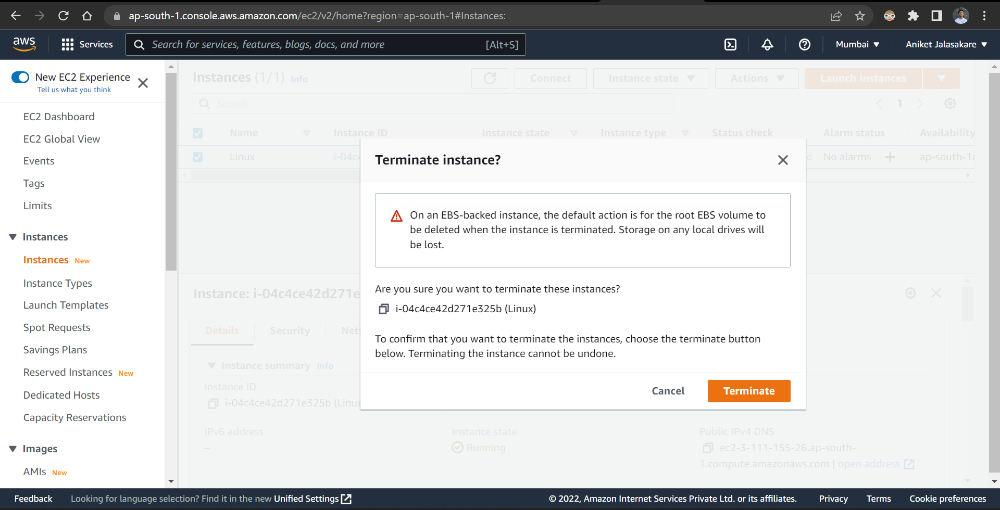 ap-south-1.console.aws.amazon.com/ec2/v2/home?region=ap-south-1#Instances:
aws
Services
Search for services, features, blogs, docs, and more
[Alt+S]
Mumbai
Aniket Jalasakare
New EC2 Experience
Tell us what you think
EC2 Dashboard
EC2 Global View
Events
Tags
Limits
Instances
Instances New
Instance Types
Launch Templates
Spot Requests
Savings Plans
Reserved Instances New
Dedicated Hosts
Capacity Reservations
Images
AMIs New
Instances (1/1) Info
Connect
Instance state
Actions
Launch instances
Search
1
Name
Instance ID
Instance state
Instance type
Status check
Alarm status
Availability
Linux
i-04c4
d
No alarms
ap-south-1a
Terminate instance?
On an EBS-backed instance, the default action is for the root EBS volume to
be deleted when the instance is terminated. Storage on any local drives will
be lost.
Are you sure you want to terminate these instances?
i-04c4ce42d271e325b (Linux)
To confirm that you want to terminate the instances, choose the terminate button
below. Terminating the instance cannot be undone.
Cancel
Terminate
Instance: i-04c4ce42d271e
Details
Security
Net
Instance summary Info
Instance ID
i-04c4ce42d271e325b (Linux
IPv6 address
–
Instance state
Running
Public IPv4 DNS
ec2-3-111-155-26.ap-south-
1.compute.amazonaws.com | open address
Feedback
Looking for language selection? Find it in the new Unified Settings
© 2022, Amazon Internet Services Private Ltd. or its affiliates.
Privacy
Terms
Cookie preferences